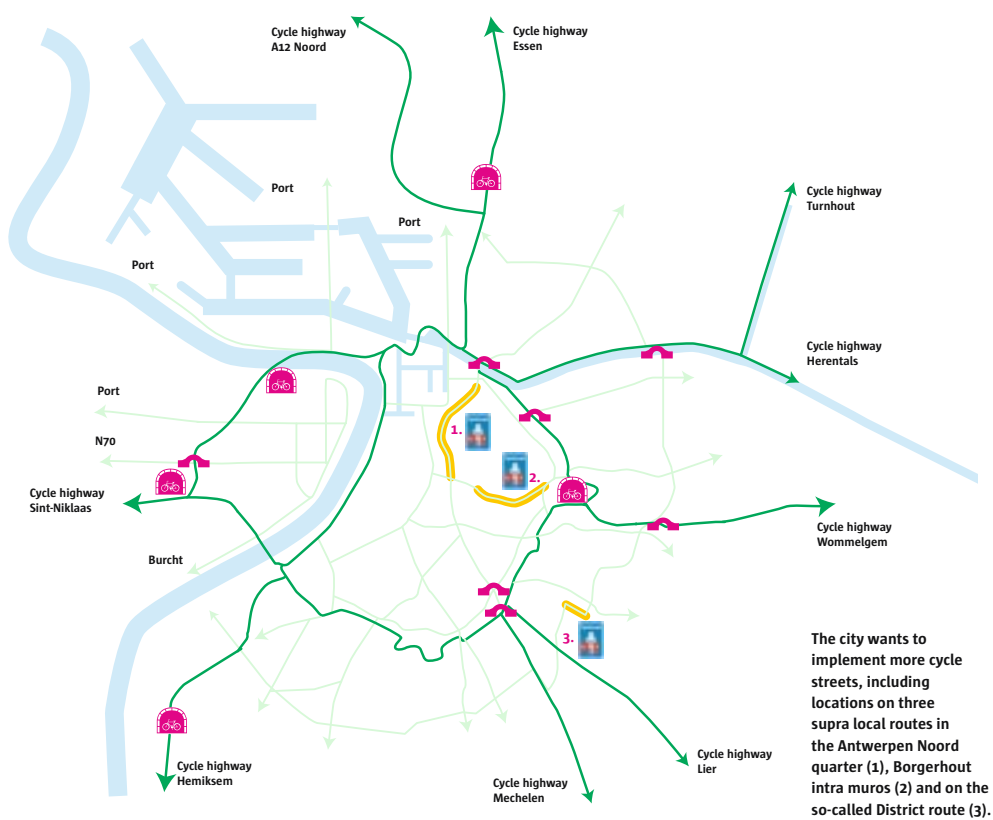 Cycle highway
A12 Noord
Cycle highway
Essen
Port
Cycle highway
Turnhout
Port
Port
Cycle highway
Herentals
Port
1.
N70
2.
Cycle highway
Sint-Niklaas
Cycle highway
Wommelgem
Burcht
3.
The city wants to
implement more cycle
streets, including
locations on three
supra local routes in
the Antwerpen Noord
quarter (1), Borgerhout
intra muros (2) and on the
so-called District route (3).
Cycle highway
Lier
Cycle highway
Hemiksem
Cycle highway
Mechelen